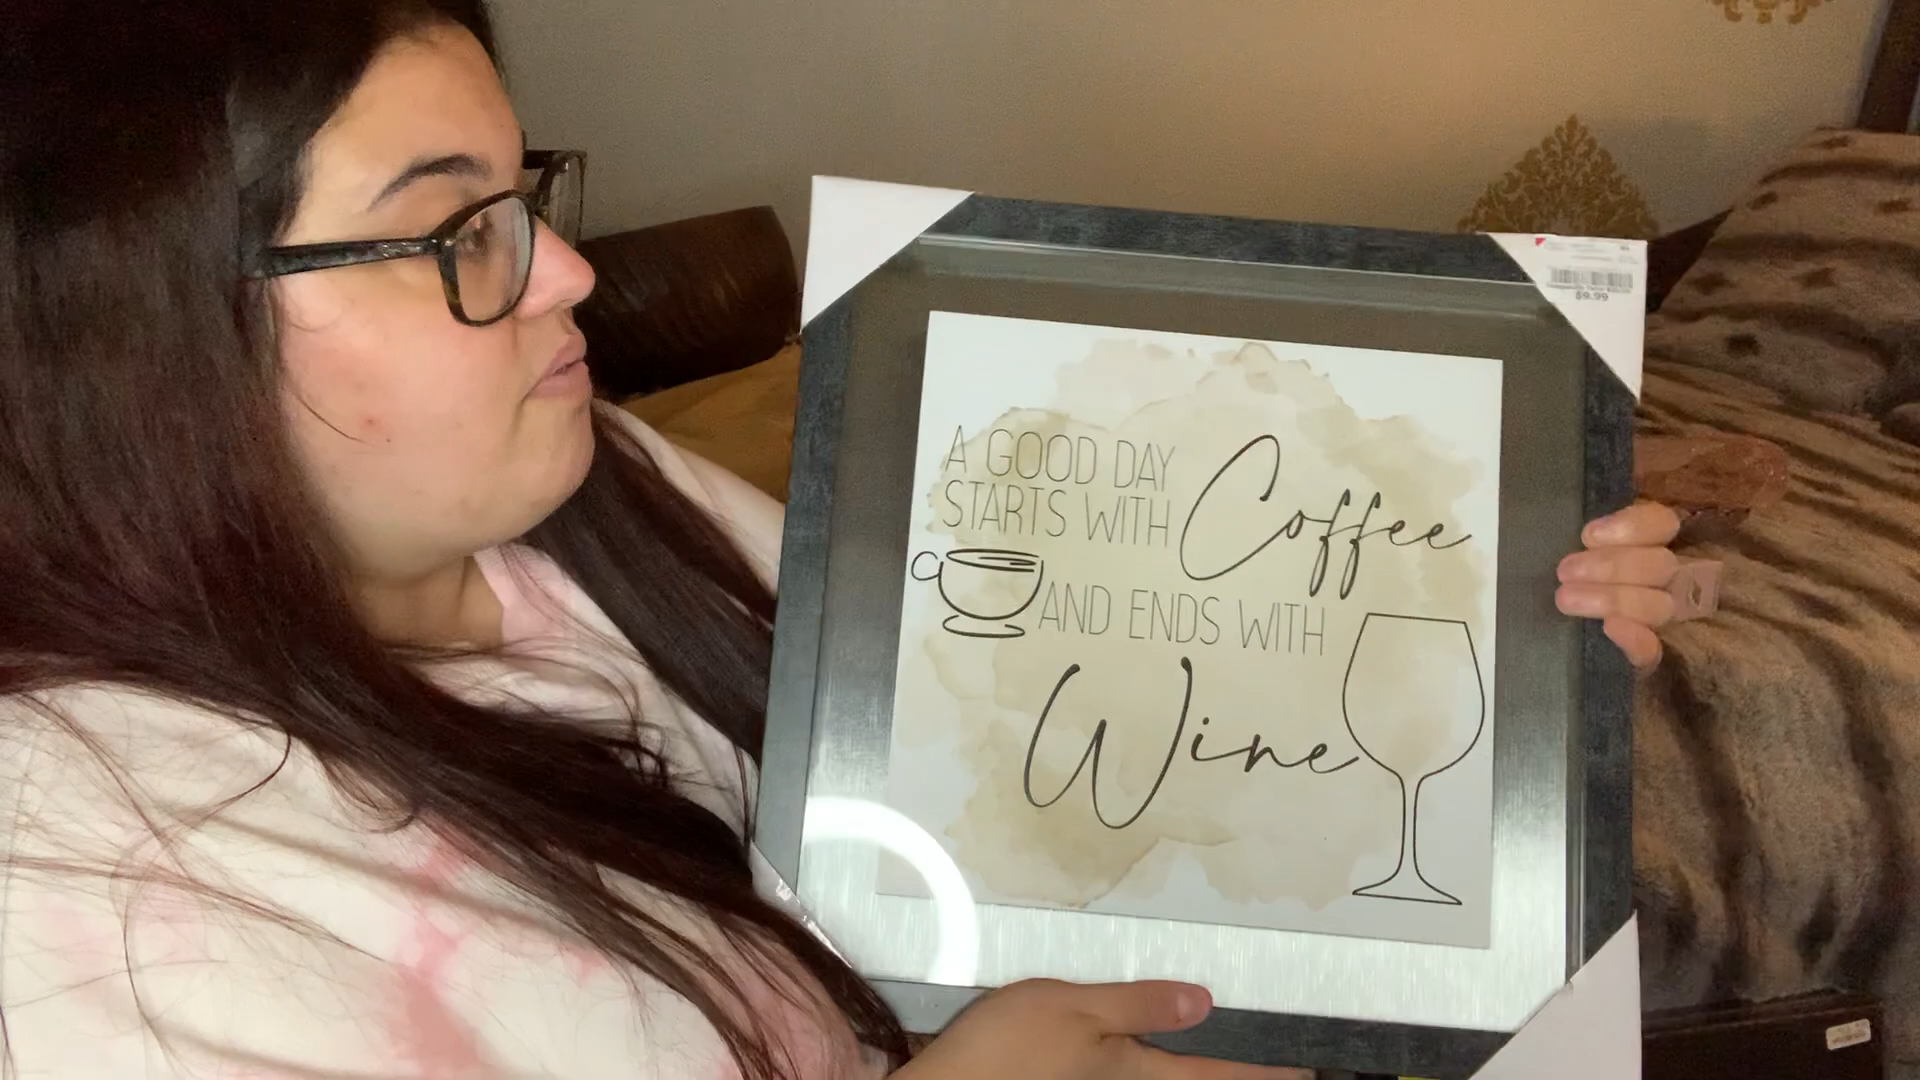 A GOOD DAY
STARTS WITH Coffee
AND ENDS WITH
Wine
$9.99